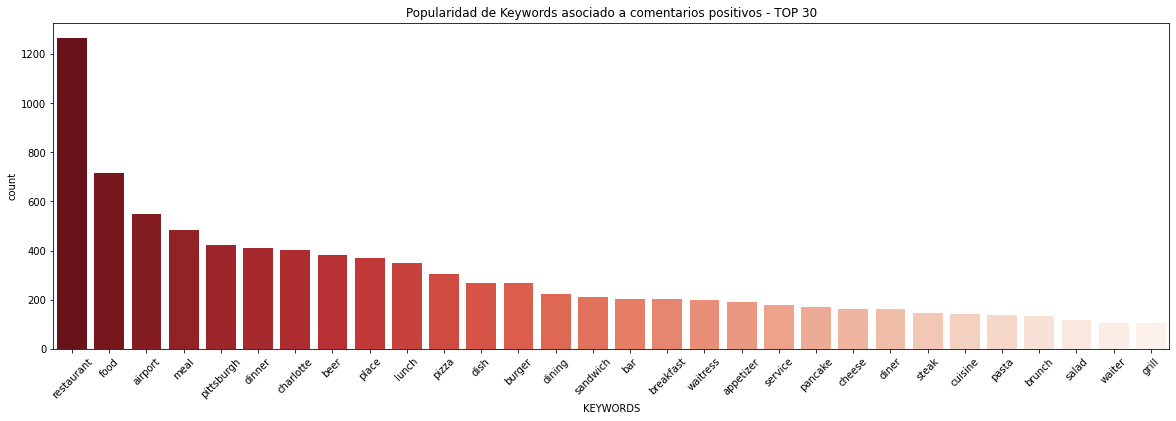 Popularidad de Keywords asociado a comentarios positivos - TOP 30
count
1200
1000
800
600
400
200
0
restaurant
food
airport
meal
pittsburgh
dinner
charlotte
beer
place
lunch
pizza
dish
burger
dining
sandwich
bar
breakfast
waitress
appetizer
service
pancake
cheese
diner
steak
cuisine
pasta
brunch
salad
waiter
grill
KEYWORDS